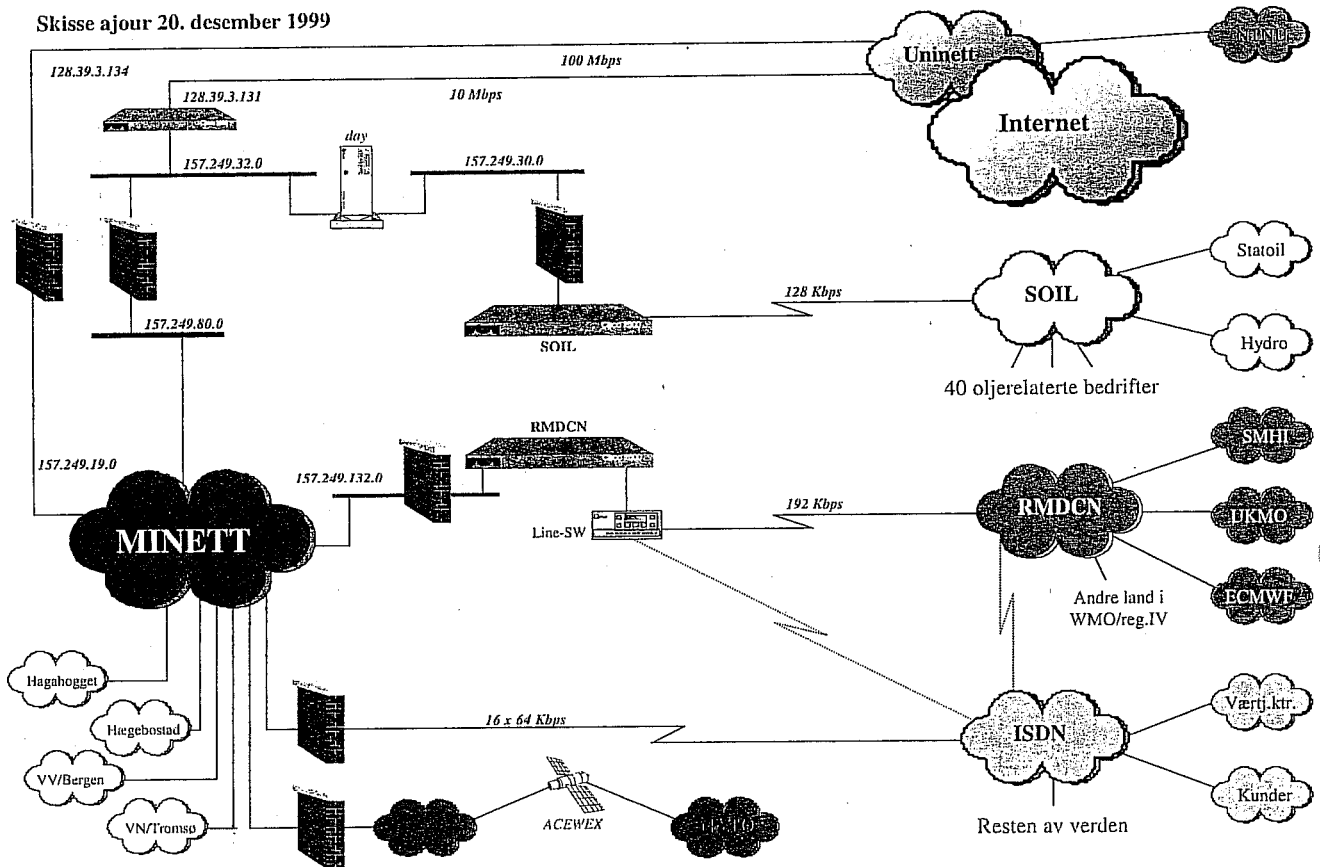 Skisse ajour 20. desember 1999
128.39.3.134
100 Mbps
Uninett
128.39.3.131
10 Mbps
Internet
day
157.249.32.0
157.249.30.0
Statoil
128 Kbps
SOIL
157.249.80.0
SOIL
Hydro
40 oljerelaterte bedrifter
RMDCN
SMHI
157.249.19.0
157.249.132.0
192 Kbps
RMDCN
UKMO
MINETT
Line-SW
Andre land i
WMO/reg.IV
ECMWF
Hagahogget
Hægebostad
16 x 64 Kbps
ISDN
Værtj.ktr.
VV/Bergen
Kunder
VN/Tromsø
ACEWEX
Resten av verden